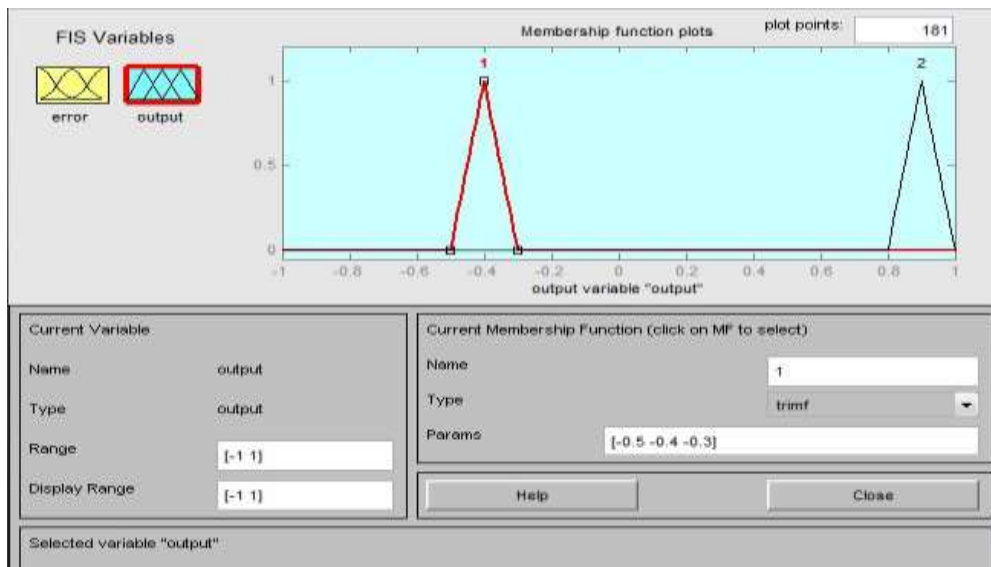 FIS Variables
Membership function plots
plot points:
181
error
output
1
2
1
0.5
0
-1
-0.8
-0.6
-0.4
-0.2
0
0.2
0.4
0.6
0.8
1
output variable "output"
Current Variable
Name output
Type output
Range [-1 1]
Display Range [-1 1]
Current Membership Function (click on MF to select)
Name 1
Type trimf
Params [-0.5 -0.4 -0.3]
Help
Close
Selected variable "output"